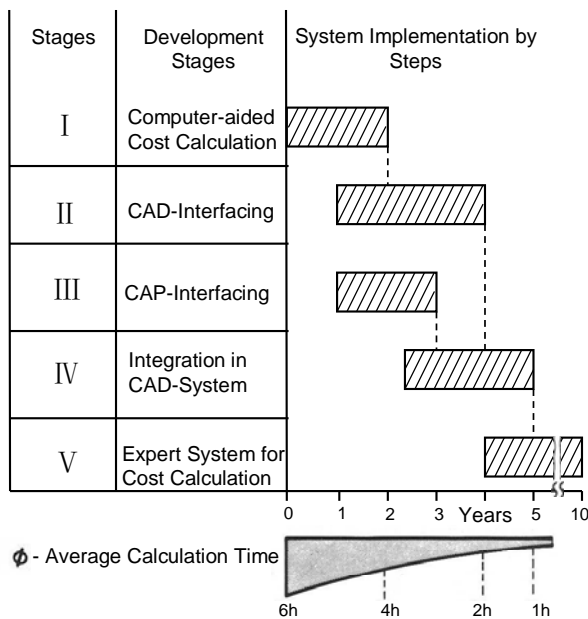 Stages
Development
Stages
System Implementation by
Steps
I
Computer-aided
Cost Calculation
II
CAD-Interfacing
III
CAP-Interfacing
IV
Integration in
CAD-System
V
Expert System for
Cost Calculation
0 1 2 3 Years 5 10
ϕ - Average Calculation Time
6h 4h 2h 1h